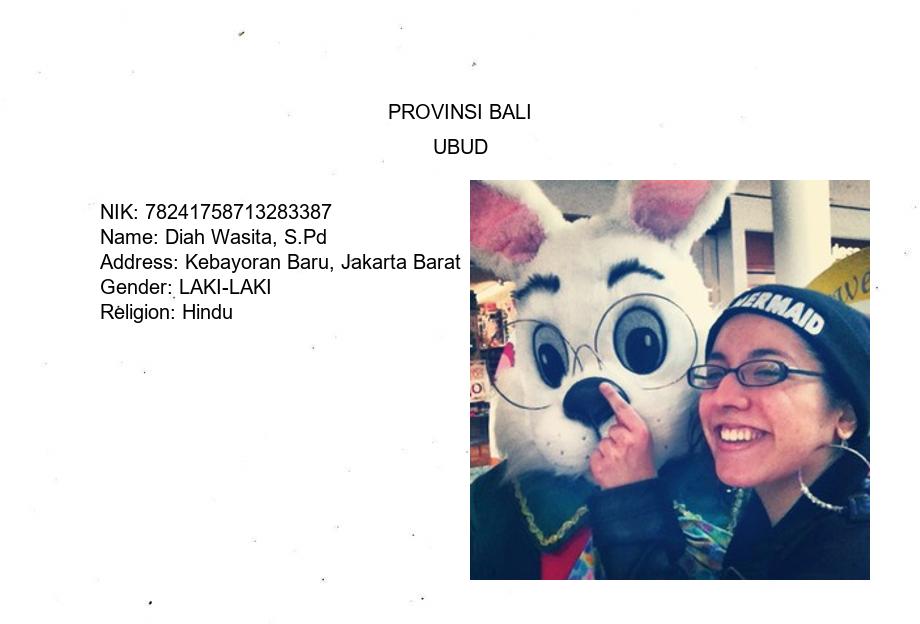 PROVINSI BALI
UBUD
NIK: 78241758713283387
Name: Diah Wasita, S.Pd
Address: Kebayoran Baru, Jakarta Barat
Gender: LAKI-LAKI
Religion: Hindu
MERMAID